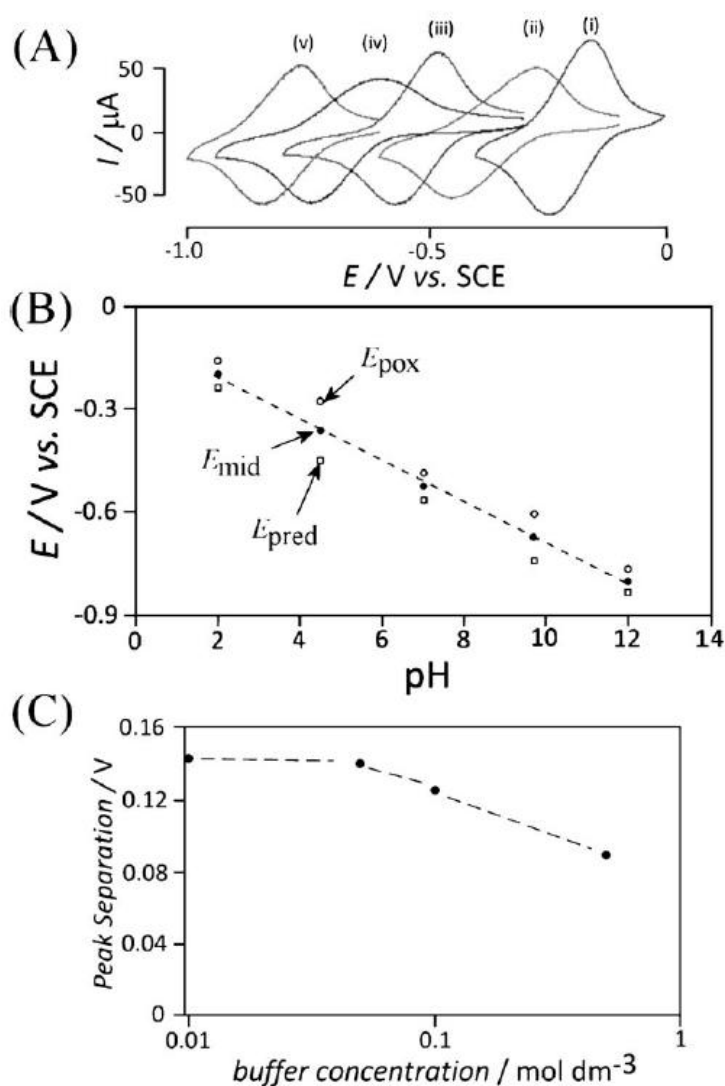 (A)
(v) (iv) (iii) (ii) (i)
50
0
-50
I / μA
-1.0 -0.5 0
E / V vs. SCE
(B)
0
-0.3
-0.6
-0.9
E / V vs. SCE
Epox
Emid
Epred
0 2 4 6 8 10 12 14
pH
(C)
0.16
0.12
0.08
0.04
0
Peak Separation / V
0.01 0.1 1
buffer concentration / mol dm-3